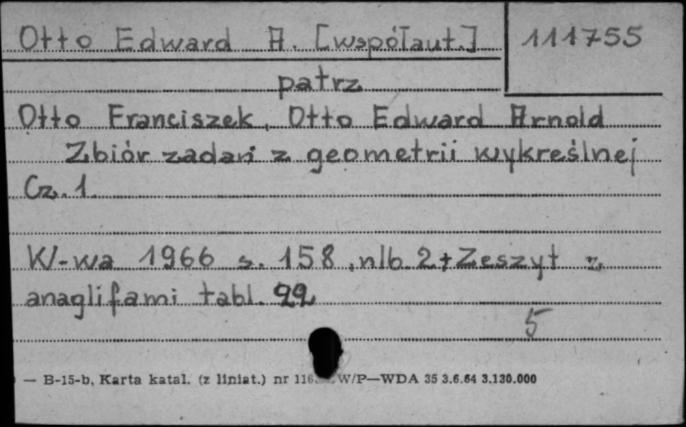 Otto Edward A. [współaut.] 111755
patrz
Otto Franciszek, Otto Edward Arnold
Zbiór zadań z geometrii wykreślnej
Cz. 1.
W-wa 1966 s. 158, nlb. 2 + Zeszyt z
anaglifami tabl. 22
5
— B-15-b, Karta katal. (z liniat.) nr W/P—WDA 35 3.6.64 3.130.000